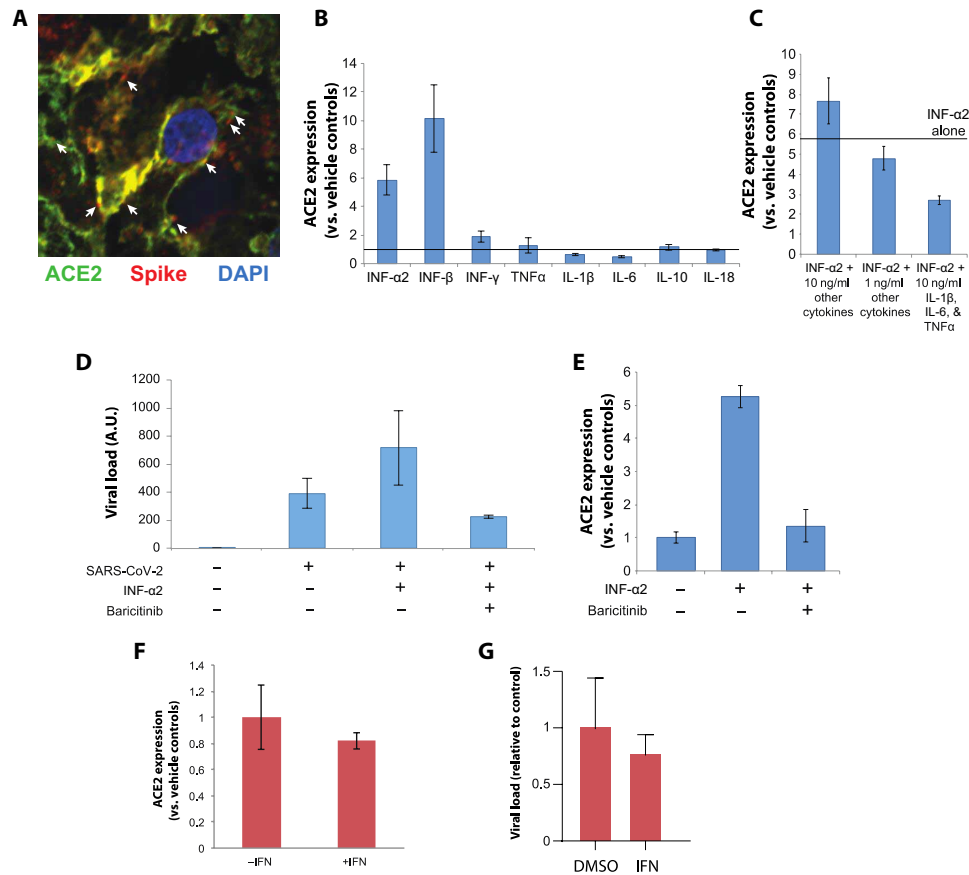 A
ACE2 Spike DAPI
B
ACE2 expression
(vs. vehicle controls)
16
14
12
10
8
6
4
2
0
INF-α2 INF-β INF-γ TNFα IL-1β IL-6 IL-10 IL-18
C
ACE2 expression
(vs. vehicle controls)
10
9
8
7
6
5
4
3
2
1
0
INF-α2
alone
INF-α2 +
10 ng/ml
other
cytokines
INF-α2 +
1 ng/ml
other
cytokines
INF-α2 +
10 ng/ml
IL-1β,
IL-6, &
TNFα
D
Viral load (A.U.)
1200
1000
800
600
400
200
0
SARS-CoV-2 – + + +
INF-α2 – – + +
Baricitinib – – – +
E
ACE2 expression
(vs. vehicle controls)
6
5
4
3
2
1
0
INF-α2 – + +
Baricitinib – – +
F
ACE2 expression
(vs. vehicle controls)
1.4
1.2
1
0.8
0.6
0.4
0.2
0
–IFN +IFN
G
Viral load (relative to control)
1.5
1
0.5
0
DMSO IFN